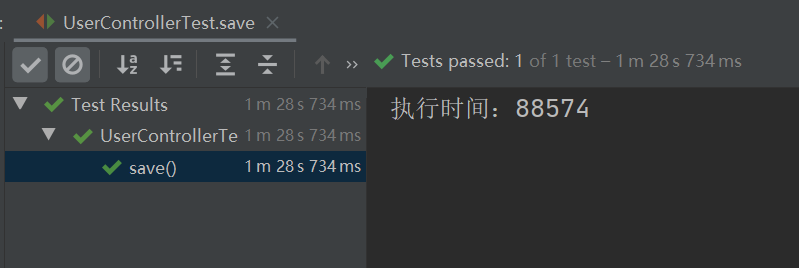 :
UserControllerTest.save
Tests passed: 1 of 1 test – 1 m 28 s 734 ms
Test Results 1 m 28 s 734 ms
UserControllerTe 1 m 28 s 734 ms
save() 1 m 28 s 734 ms
执行时间：88574